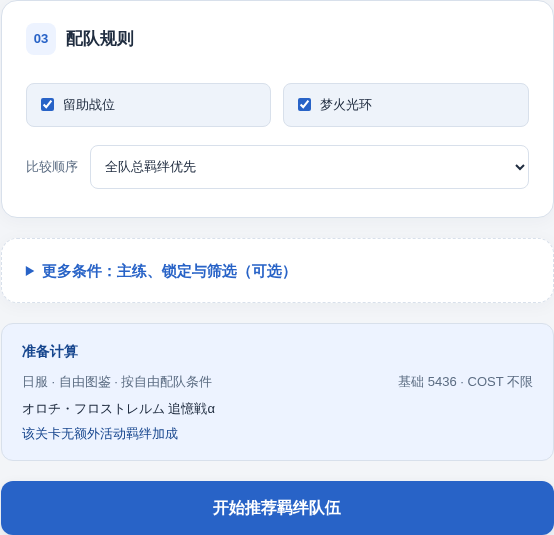 03 配队规则
留助战位 梦火光环
比较顺序 全队总羁绊优先
更多条件：主练、锁定与筛选（可选）
准备计算
日服 · 自由图鉴 · 按自由配队条件 基础 5436 · COST 不限
オロチ・フロストレルム 追憶戦α
该关卡无额外活动羁绊加成
开始推荐羁绊队伍